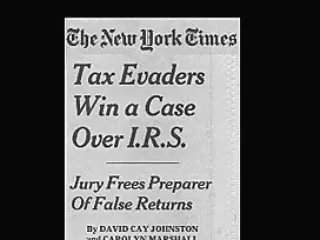 The New York Times
Tax Evaders
Win a Case
Over I.R.S.
Jury Frees Preparer
Of False Returns
By DAVID CAY JOHNSTON
and CAROLYN MARSHALL